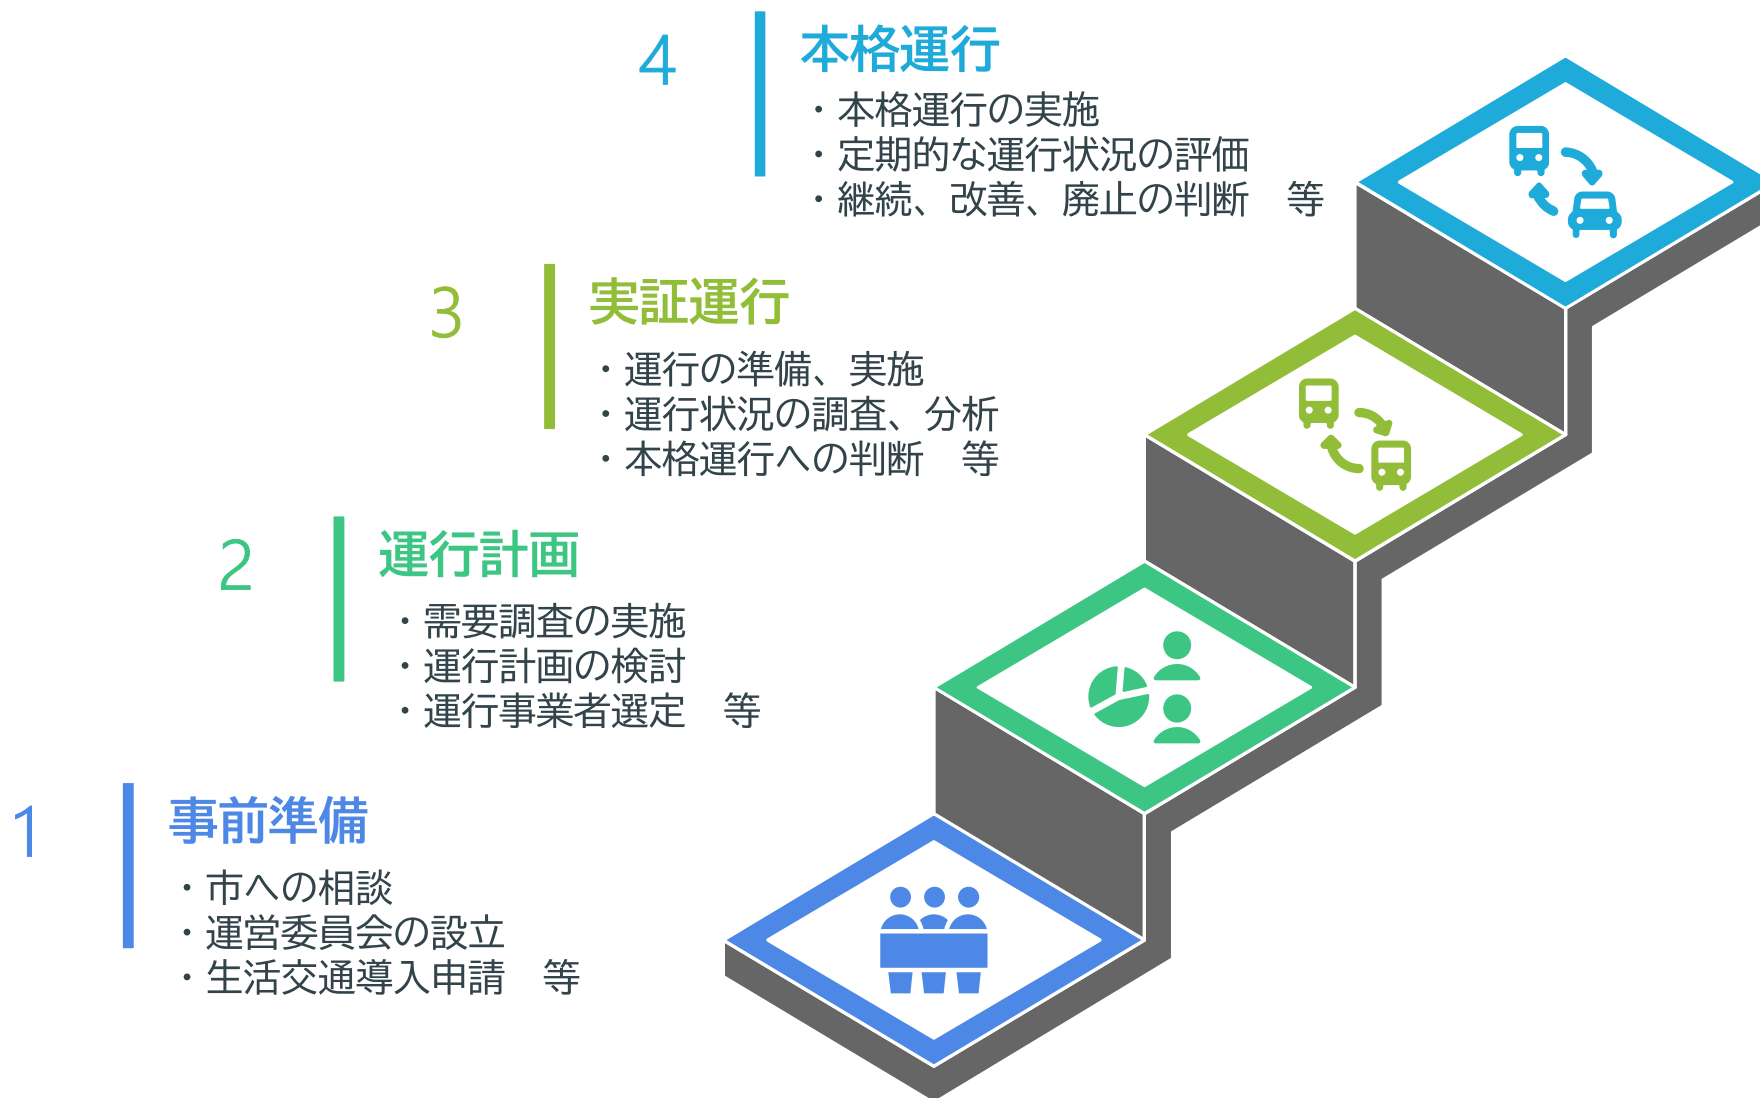 4
本格運行
・本格運行の実施
・定期的な運行状況の評価
・継続、改善、廃止の判断　等
3
実証運行
・運行の準備、実施
・運行状況の調査、分析
・本格運行への判断　等
2
運行計画
・需要調査の実施
・運行計画の検討
・運行事業者選定　等
1
事前準備
・市への相談
・運営委員会の設立
・生活交通導入申請　等